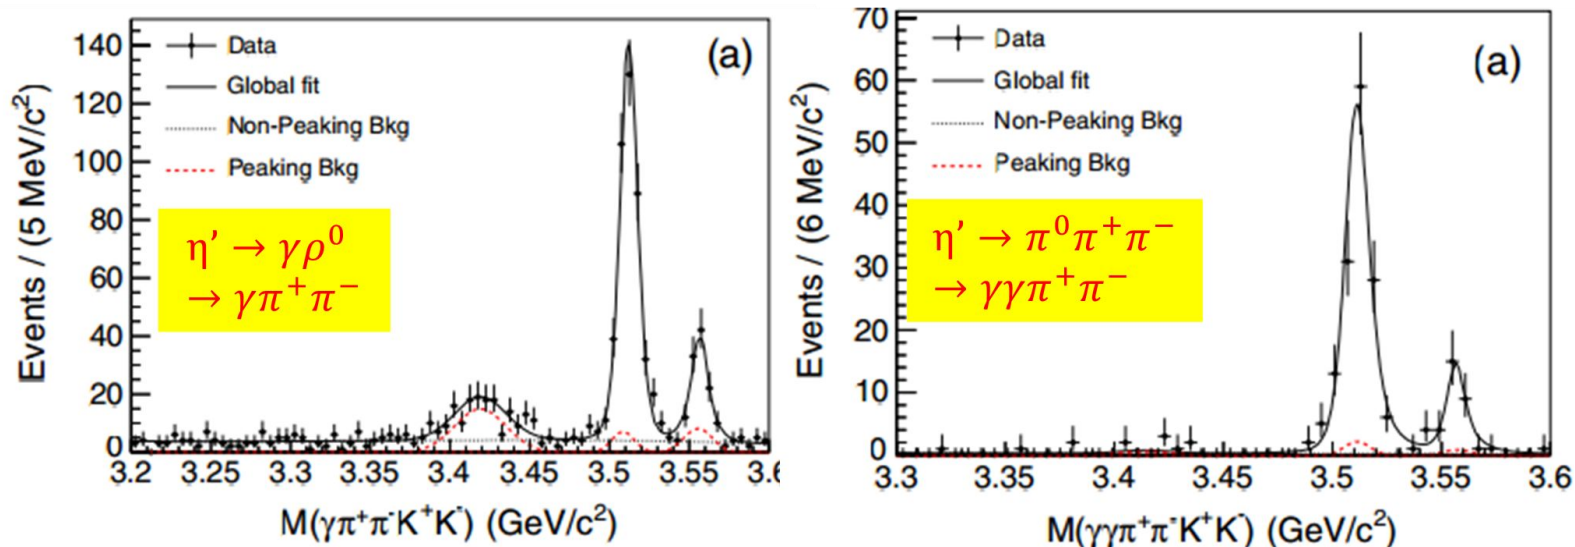 140
120
100
80
60
40
20
0
Events / (5 MeV/c²)
Data
Global fit
Non-Peaking Bkg
Peaking Bkg
(a)
η’ → γρ⁰
→ γπ⁺π⁻
3.2 3.25 3.3 3.35 3.4 3.45 3.5 3.55 3.6
M(γπ⁺π⁻K⁺K⁻) (GeV/c²)
70
60
50
40
30
20
10
0
Events / (6 MeV/c²)
Data
Global fit
Non-Peaking Bkg
Peaking Bkg
(a)
η’ → π⁰π⁺π⁻
→ γγπ⁺π⁻
3.3 3.35 3.4 3.45 3.5 3.55 3.6
M(γγπ⁺π⁻K⁺K⁻) (GeV/c²)